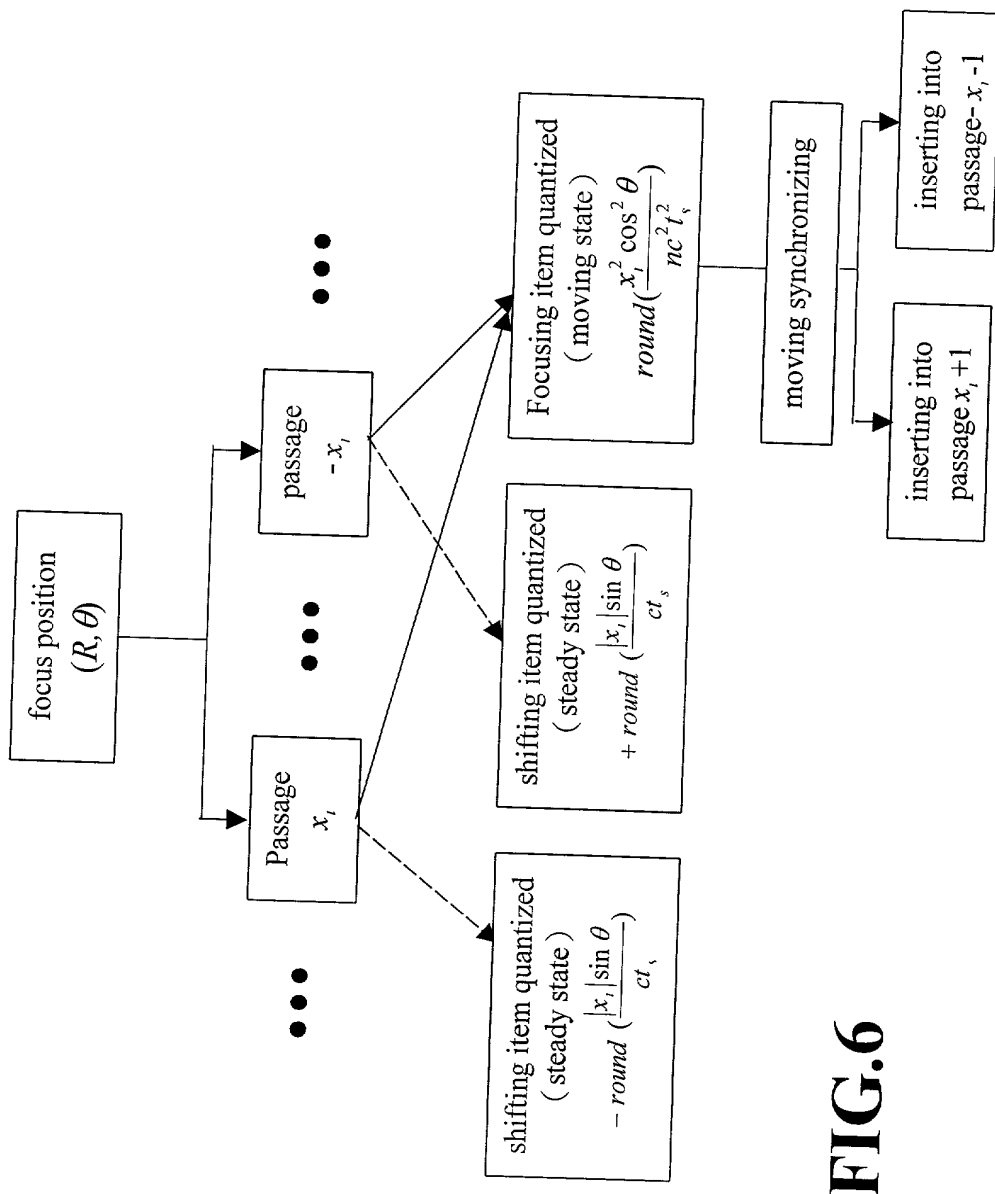 focus position
(R, θ)
Passage
x_i
passage
- x_i
shifting item quantized
( steady state )
- round ( |x_i| sin θ / ct_s )
shifting item quantized
( steady state )
+ round ( |x_i| sin θ / ct_s )
Focusing item quantized
( moving state )
round( x_i^2 cos^2 θ / nc^2 t_s^2 )
moving synchronizing
inserting into
passage x_i +1
inserting into
passage- x_i -1
FIG.6